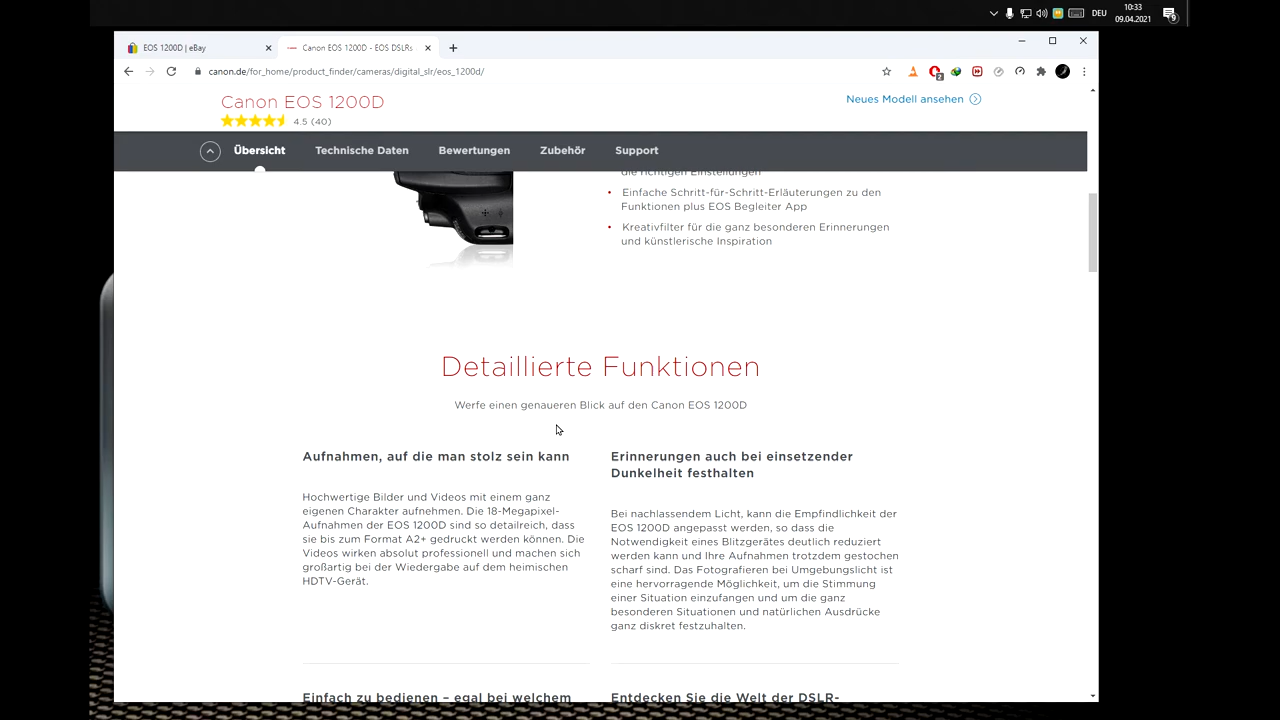 10:33
DEU
09.04.2021
9
EOS 1200D | eBay
Canon EOS 1200D - EOS DSLRs
canon.de/for_home/product_finder/cameras/digital_slr/eos_1200d/
2
Canon EOS 1200D
Neues Modell ansehen
4.5 (40)
Übersicht
Technische Daten
Bewertungen
Zubehör
Support
die richtigen Einstellungen
• Einfache Schritt-für-Schritt-Erläuterungen zu den
Funktionen plus EOS Begleiter App
• Kreativfilter für die ganz besonderen Erinnerungen
und künstlerische Inspiration
Detaillierte Funktionen
Werfe einen genaueren Blick auf den Canon EOS 1200D
Aufnahmen, auf die man stolz sein kann
Hochwertige Bilder und Videos mit einem ganz
eigenen Charakter aufnehmen. Die 18-Megapixel-
Aufnahmen der EOS 1200D sind so detailreich, dass
sie bis zum Format A2+ gedruckt werden können. Die
Videos wirken absolut professionell und machen sich
großartig bei der Wiedergabe auf dem heimischen
HDTV-Gerät.
Erinnerungen auch bei einsetzender
Dunkelheit festhalten
Bei nachlassendem Licht, kann die Empfindlichkeit der
EOS 1200D angepasst werden, so dass die
Notwendigkeit eines Blitzgerätes deutlich reduziert
werden kann und Ihre Aufnahmen trotzdem gestochen
scharf sind. Das Fotografieren bei Umgebungslicht ist
eine hervorragende Möglichkeit, um die Stimmung
einer Situation einzufangen und um die ganz
besonderen Situationen und natürlichen Ausdrücke
ganz diskret festzuhalten.
Einfach zu bedienen – egal bei welchem
Entdecken Sie die Welt der DSLR-